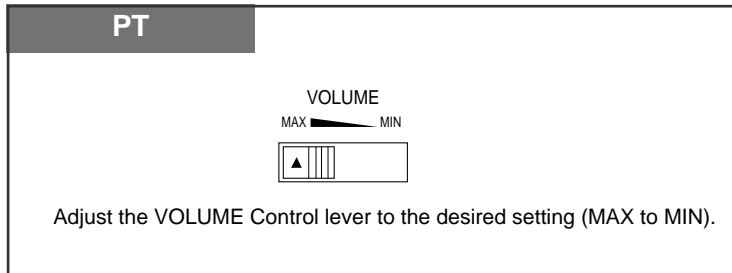 PT
VOLUME
MAX MIN
Adjust the VOLUME Control lever to the desired setting (MAX to MIN).